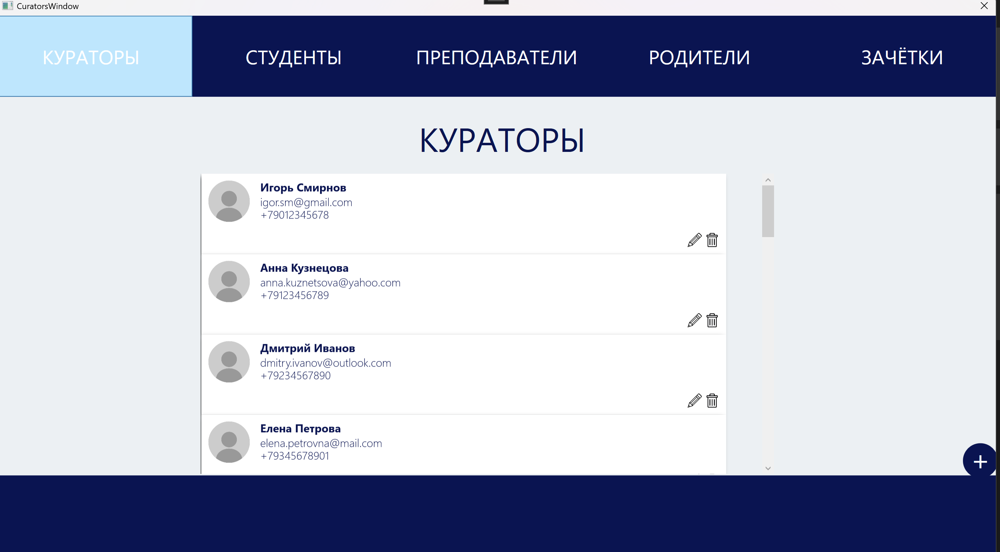 CuratorsWindow
КУРАТОРЫ
СТУДЕНТЫ
ПРЕПОДАВАТЕЛИ
РОДИТЕЛИ
ЗАЧЁТКИ
КУРАТОРЫ
Игорь Смирнов
igor.sm@gmail.com
+79012345678
Анна Кузнецова
anna.kuznetsova@yahoo.com
+79123456789
Дмитрий Иванов
dmitry.ivanov@outlook.com
+79234567890
Елена Петрова
elena.petrovna@mail.com
+79345678901
+